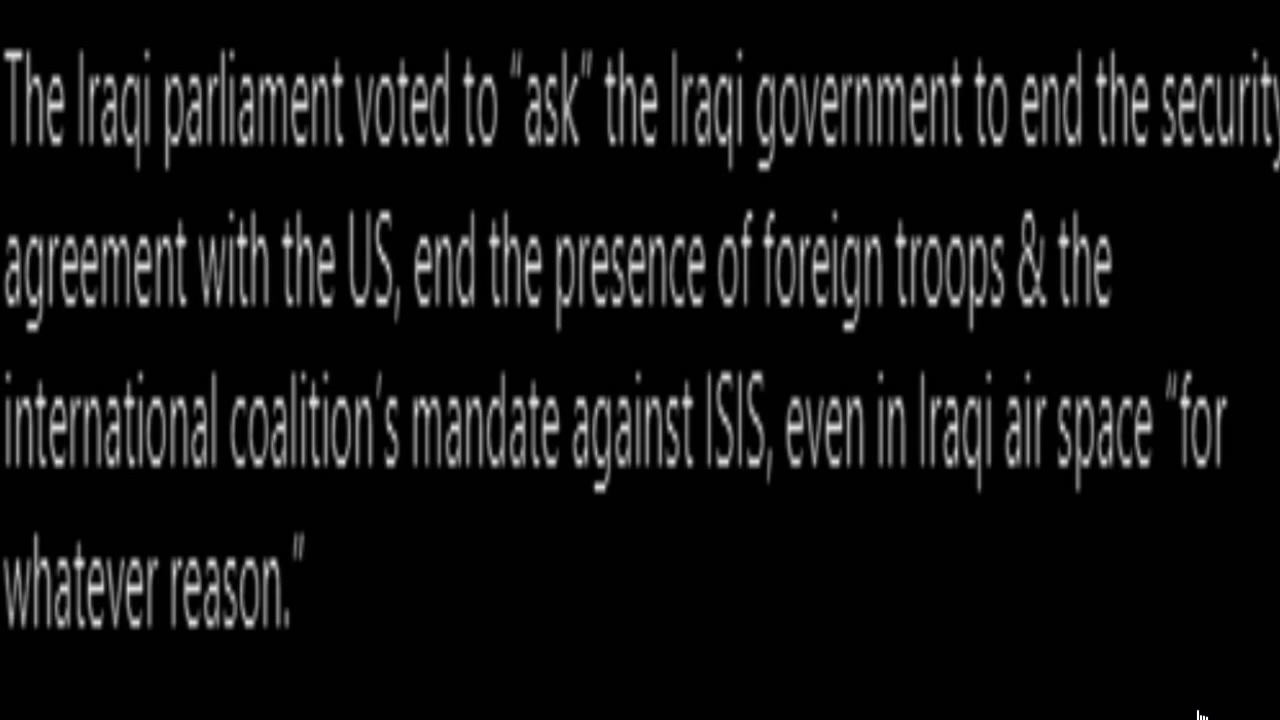 The Iraqi parliament voted to “ask” the Iraqi government to end the security
agreement with the US, end the presence of foreign troops & the
international coalition’s mandate against ISIS, even in Iraqi air space “for
whatever reason.”